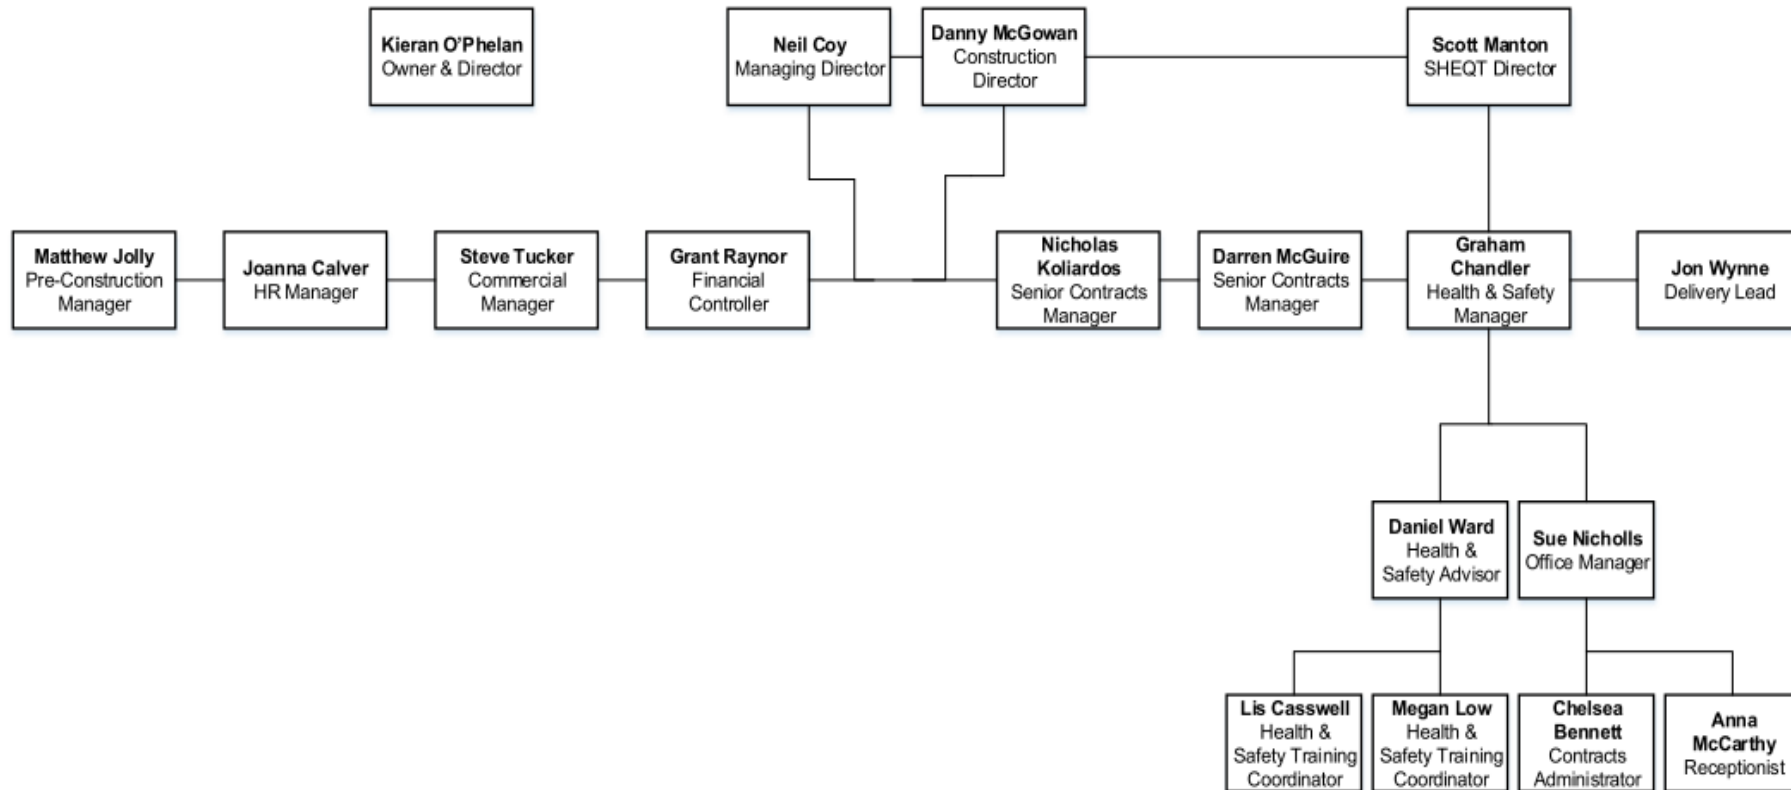 Kieran O’Phelan
Owner & Director
Neil Coy
Managing Director
Danny McGowan
Construction
Director
Scott Manton
SHEQT Director
Matthew Jolly
Pre-Construction
Manager
Joanna Calver
HR Manager
Steve Tucker
Commercial
Manager
Grant Raynor
Financial
Controller
Nicholas
Koliardos
Senior Contracts
Manager
Darren McGuire
Senior Contracts
Manager
Graham
Chandler
Health & Safety
Manager
Jon Wynne
Delivery Lead
Daniel Ward
Health &
Safety Advisor
Sue Nicholls
Office Manager
Lis Casswell
Health &
Safety Training
Coordinator
Megan Low
Health &
Safety Training
Coordinator
Chelsea
Bennett
Contracts
Administrator
Anna
McCarthy
Receptionist